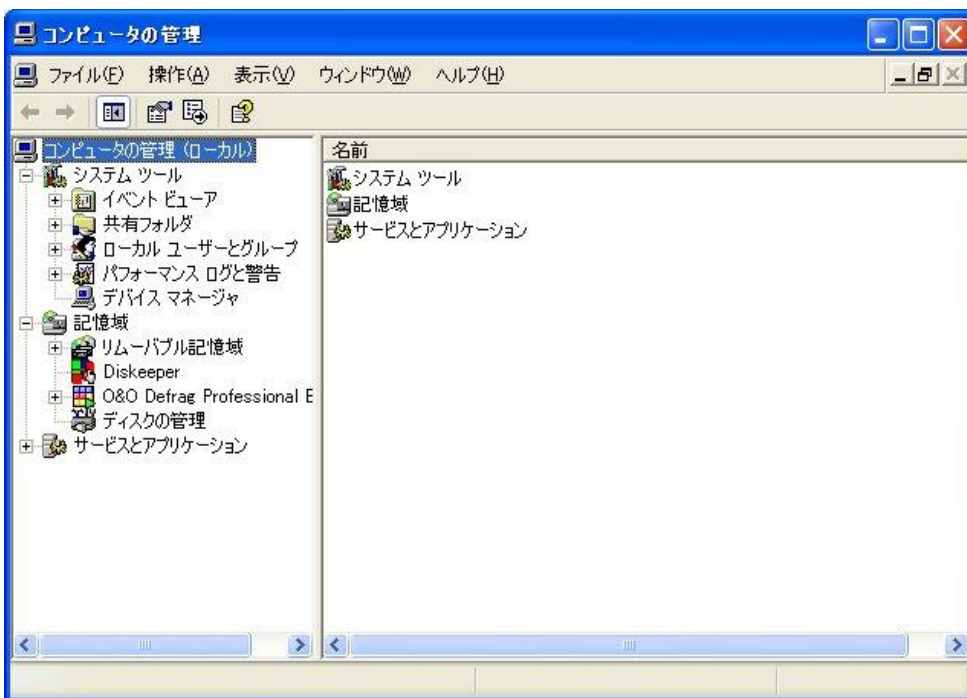 コンピュータの管理
ファイル(F) 操作(A) 表示(V) ウィンドウ(W) ヘルプ(H)
コンピュータの管理 (ローカル)
システム ツール
イベント ビューア
共有フォルダ
ローカル ユーザーとグループ
パフォーマンス ログと警告
デバイス マネージャ
記憶域
リムーバブル記憶域
Diskeeper
O&O Defrag Professional E
ディスクの管理
サービスとアプリケーション
名前
システム ツール
記憶域
サービスとアプリケーション